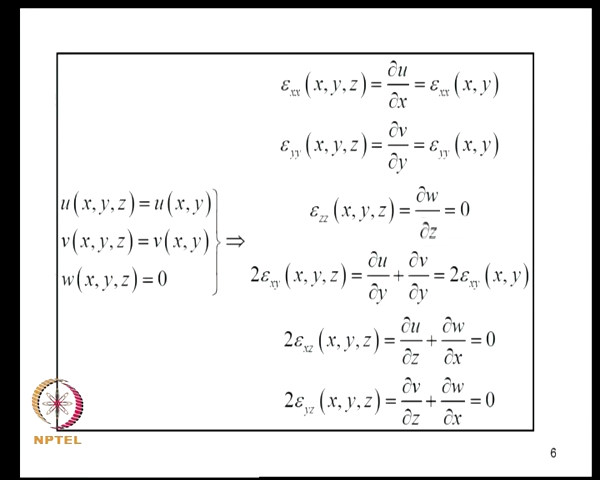 ε_xx(x, y, z) = ∂u/∂x = ε_xx(x, y)
ε_yy(x, y, z) = ∂v/∂y = ε_yy(x, y)
u(x, y, z) = u(x, y)
v(x, y, z) = v(x, y)
w(x, y, z) = 0
} ⇒
ε_zz(x, y, z) = ∂w/∂z = 0
2ε_xy(x, y, z) = ∂u/∂y + ∂v/∂y = 2ε_xy(x, y)
2ε_xz(x, y, z) = ∂u/∂z + ∂w/∂x = 0
2ε_yz(x, y, z) = ∂v/∂z + ∂w/∂x = 0
NPTEL
6